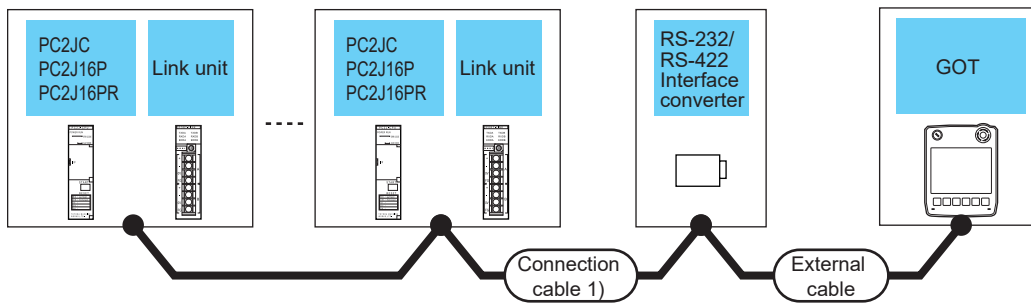 PC2JC
PC2J16P
PC2J16PR
Link unit
PC2JC
PC2J16P
PC2J16PR
Link unit
RS-232/
RS-422
Interface
converter
GOT
Connection
cable 1)
External
cable